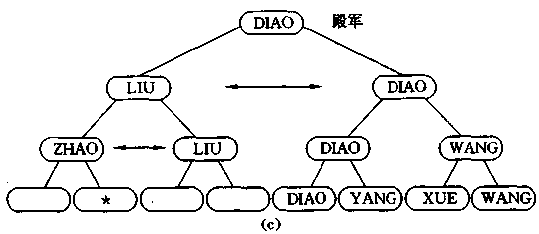 DIAO 殿军
LIU DIAO
ZHAO LIU DIAO WANG
* DIAO YANG XUE WANG
(c)